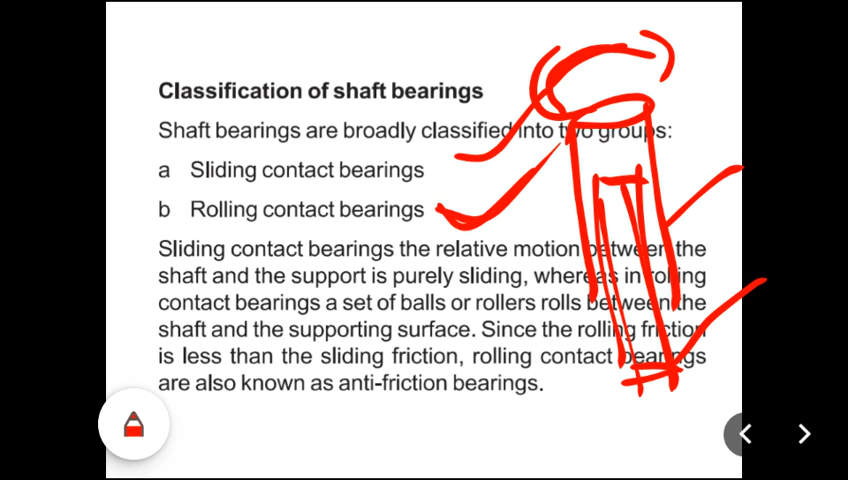 Classification of shaft bearings
Shaft bearings are broadly classified into two groups:
a Sliding contact bearings
b Rolling contact bearings
Sliding contact bearings the relative motion between the
shaft and the support is purely sliding, whereas in rolling
contact bearings a set of balls or rollers rolls between the
shaft and the supporting surface. Since the rolling friction
is less than the sliding friction, rolling contact bearings
are also known as anti-friction bearings.